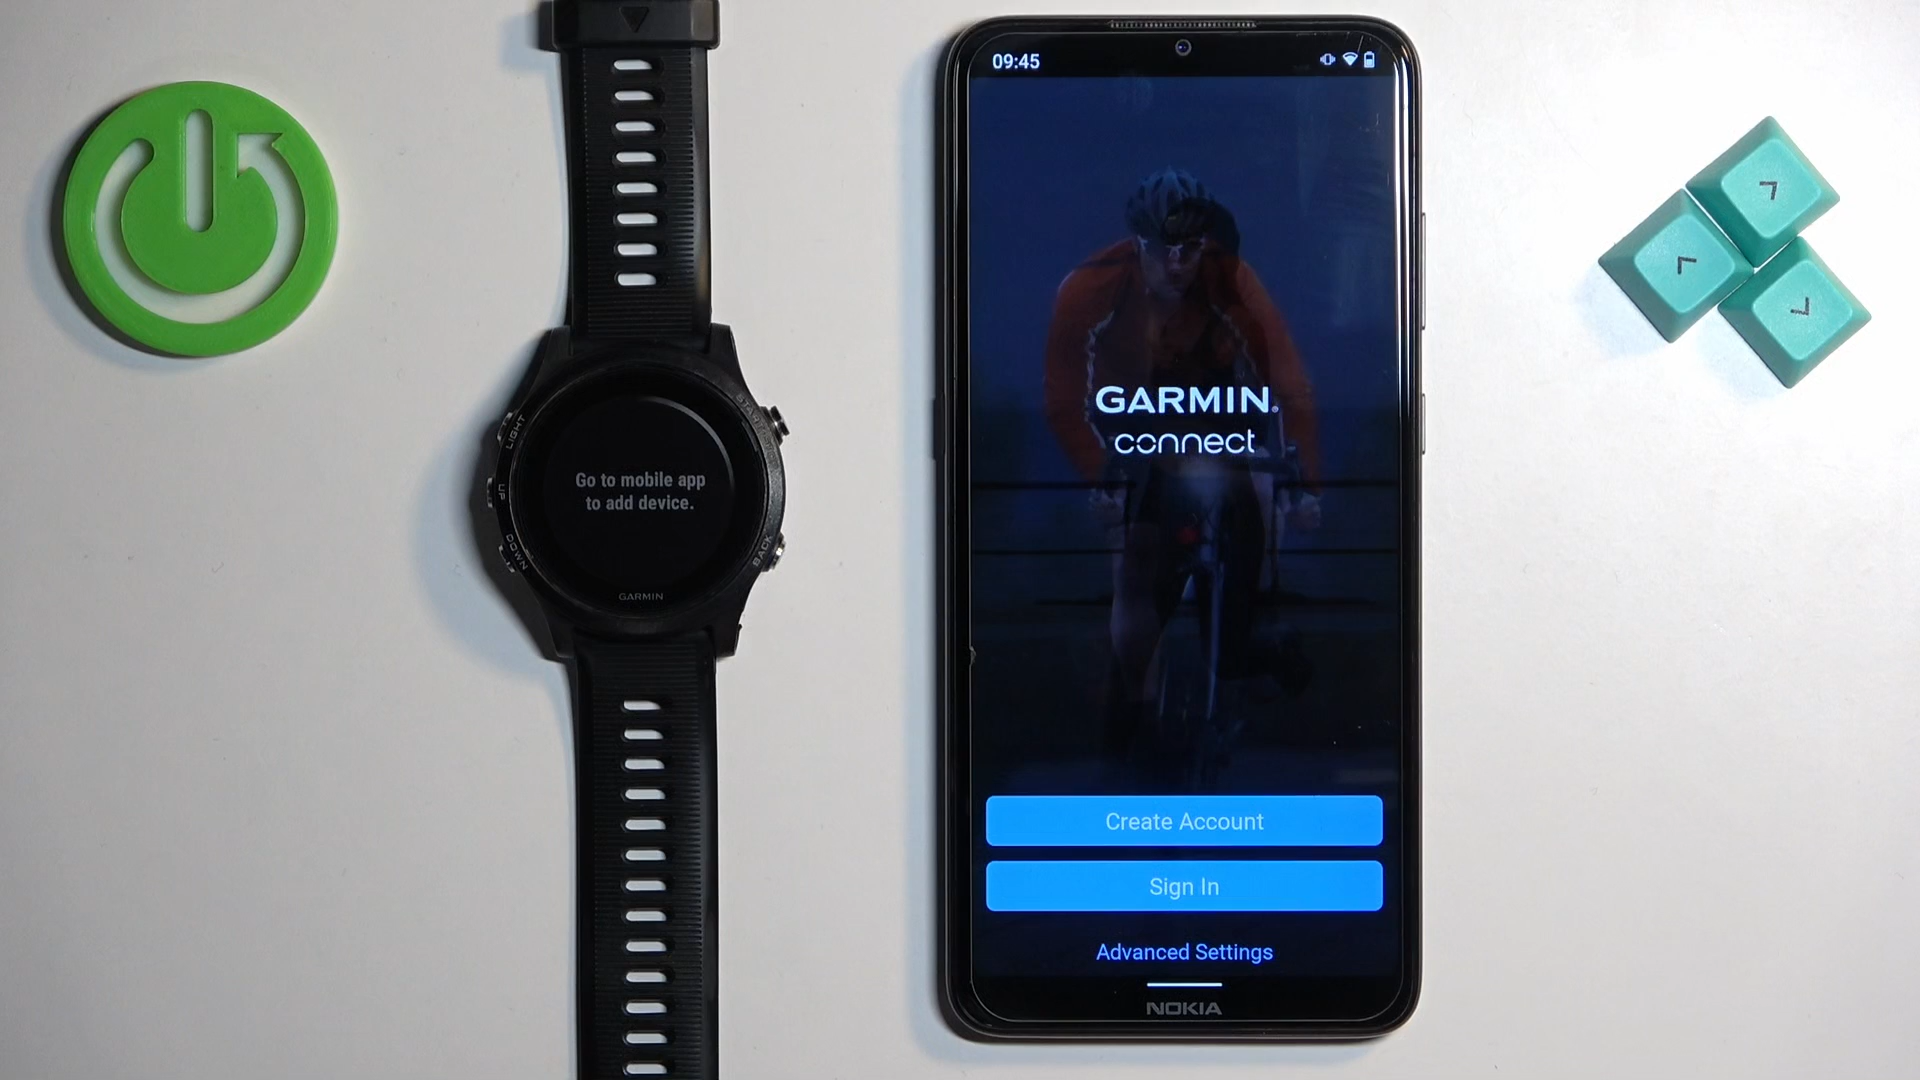 LIGHT
UP
DOWN
START
BACK
Go to mobile app
to add device.
GARMIN
09:45
GARMIN®
connect
Create Account
Sign In
Advanced Settings
NOKIA